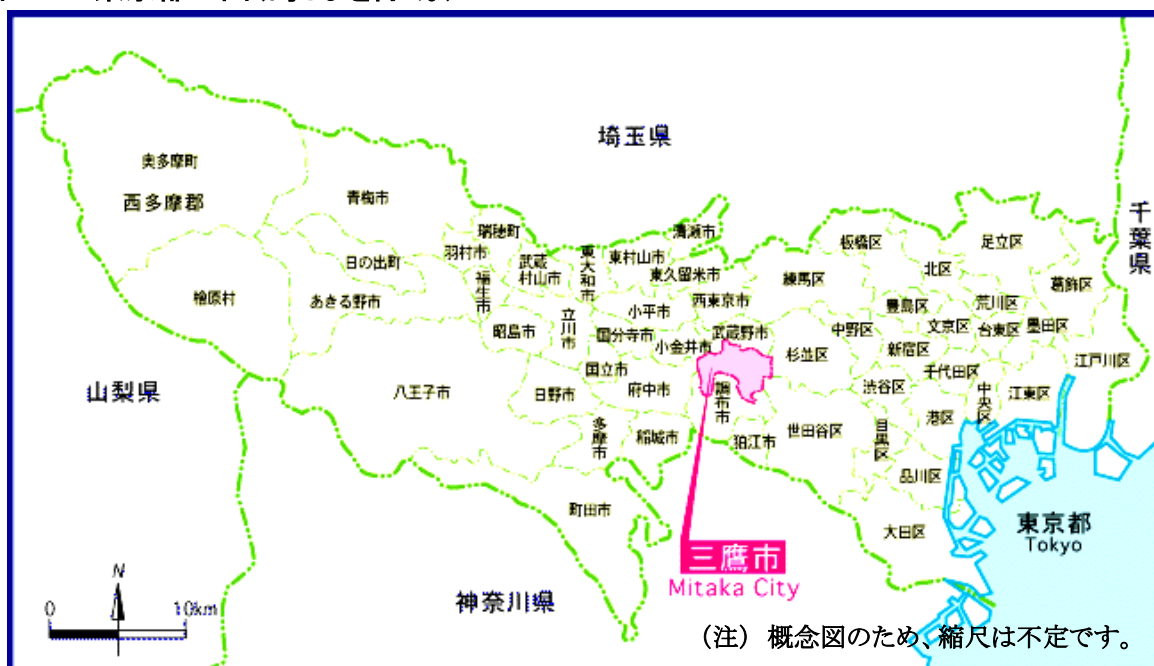 埼玉県
千葉県
奥多摩町
西多摩郡
青梅市
瑞穂町
清瀬市
板橋区
足立区
羽村市
武蔵
村山市
東大和市
東村山市
東久留米市
練馬区
北区
葛飾区
日の出町
檜原村
あきる野市
福生市
昭島市
立川市
小平市
西東京市
豊島区
荒川区
国分寺市
小金井市
武蔵野市
中野区
杉並区
新宿区
文京区
台東区
墨田区
江戸川区
山梨県
八王子市
日野市
国立市
府中市
調布市
渋谷区
千代田区
中央区
江東区
港区
多摩市
稲城市
狛江市
世田谷区
目黒区
品川区
町田市
大田区
東京都
Tokyo
三鷹市
Mitaka City
神奈川県
N
0
10km
(注) 概念図のため、縮尺は不定です。